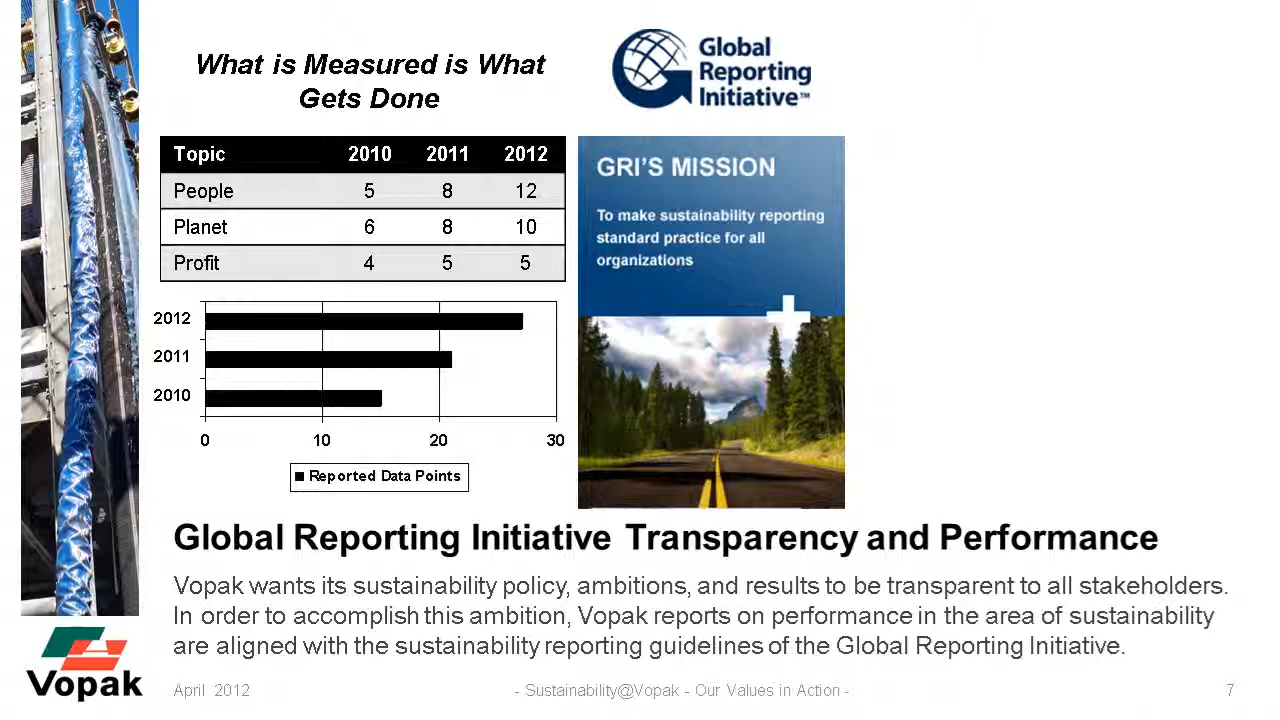 What is Measured is What
Gets Done
Global
Reporting
Initiative™
Topic 2010 2011 2012
People 5 8 12
Planet 6 8 10
Profit 4 5 5
GRI'S MISSION
To make sustainability reporting
standard practice for all
organizations
2012
2011
2010
0 10 20 30
Reported Data Points
Global Reporting Initiative Transparency and Performance
Vopak wants its sustainability policy, ambitions, and results to be transparent to all stakeholders.
In order to accomplish this ambition, Vopak reports on performance in the area of sustainability
are aligned with the sustainability reporting guidelines of the Global Reporting Initiative.
Vopak
April 2012 - Sustainability@Vopak - Our Values in Action - 7